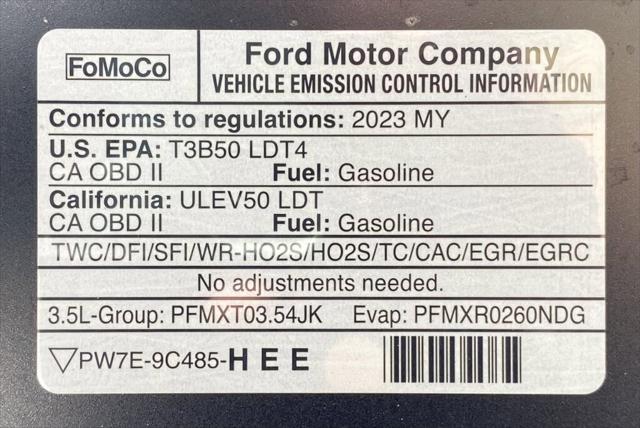 FoMoCo
Ford Motor Company
VEHICLE EMISSION CONTROL INFORMATION
Conforms to regulations: 2023 MY
U.S. EPA: T3B50 LDT4
CA OBD II Fuel: Gasoline
California: ULEV50 LDT
CA OBD II Fuel: Gasoline
TWC/DFI/SFI/WR-HO2S/HO2S/TC/CAC/EGR/EGRC
No adjustments needed.
3.5L-Group: PFMXT03.54JK Evap: PFMXR0260NDG
PW7E-9C485-HEE